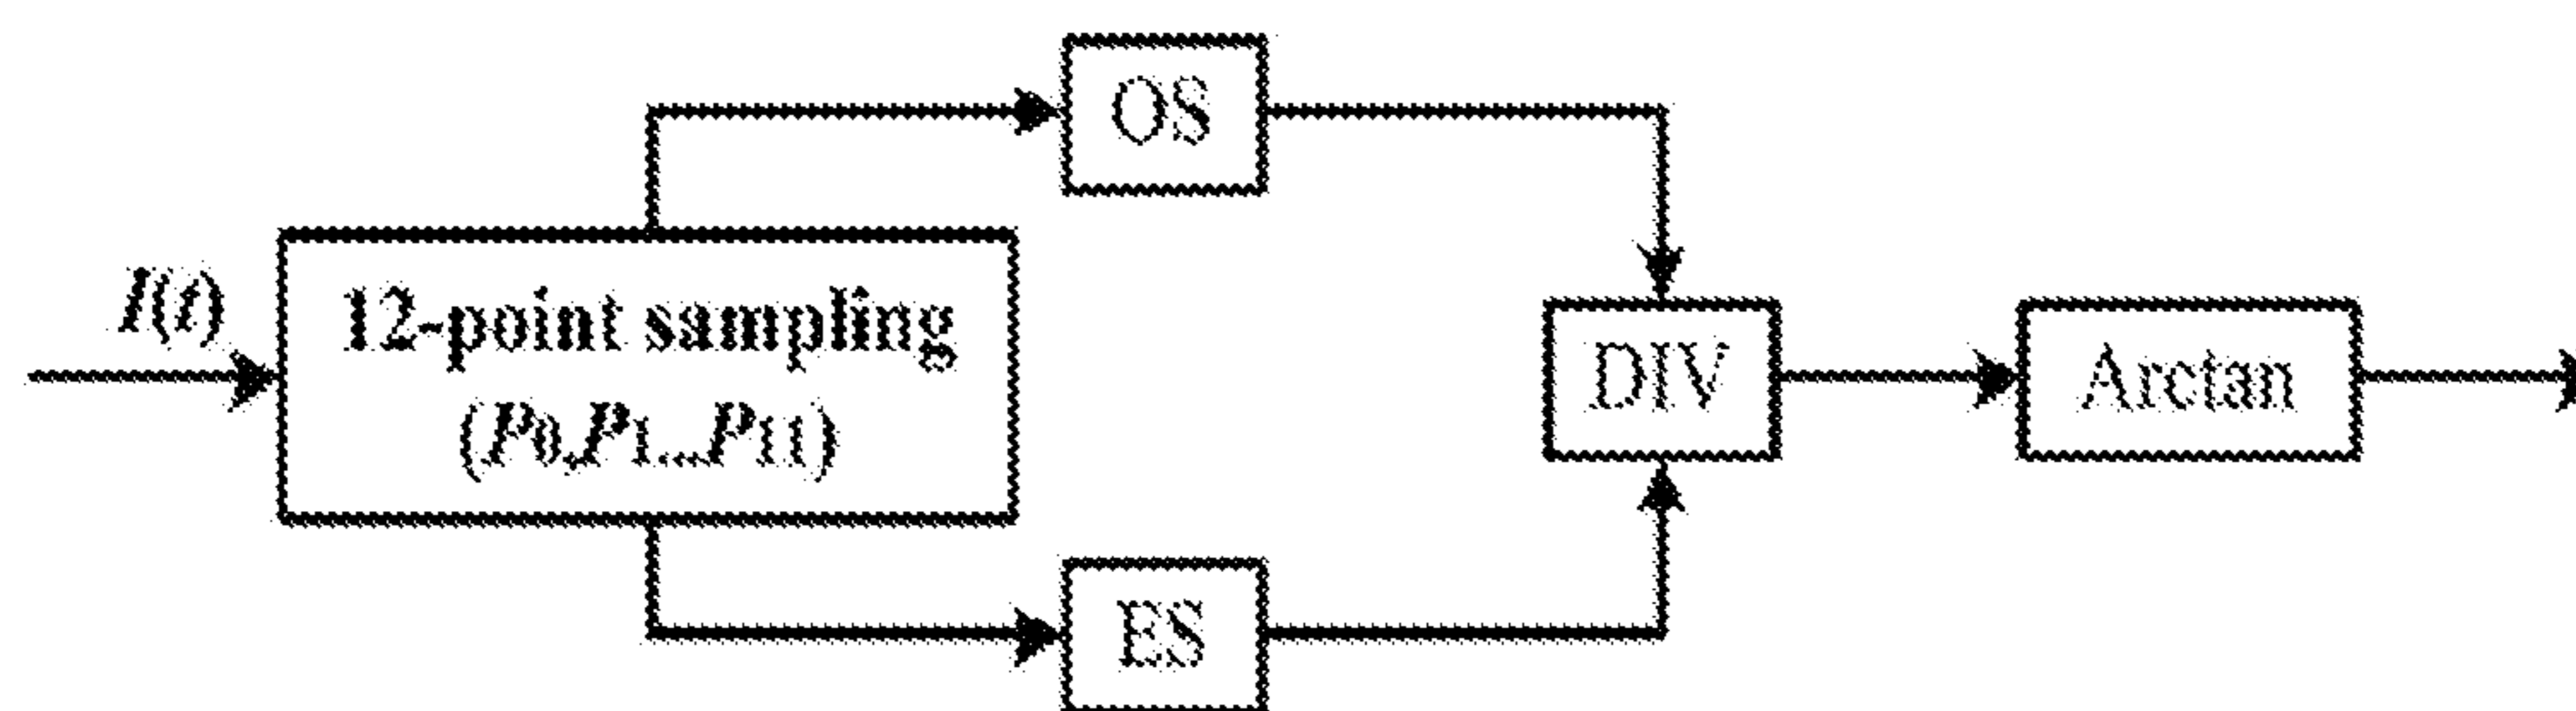 OS
I(t)
12-point sampling
(P0,P1...P11)
DIV
Arctan
ES